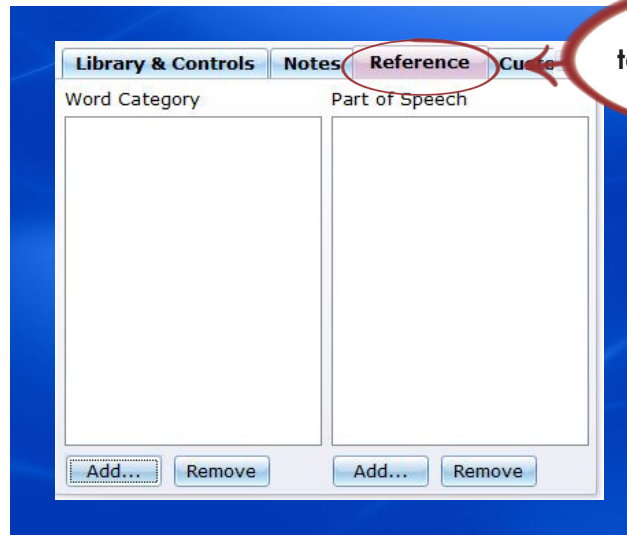 Library & Controls Notes Reference
Word Category Part of Speech
Add... Remove Add... Remove